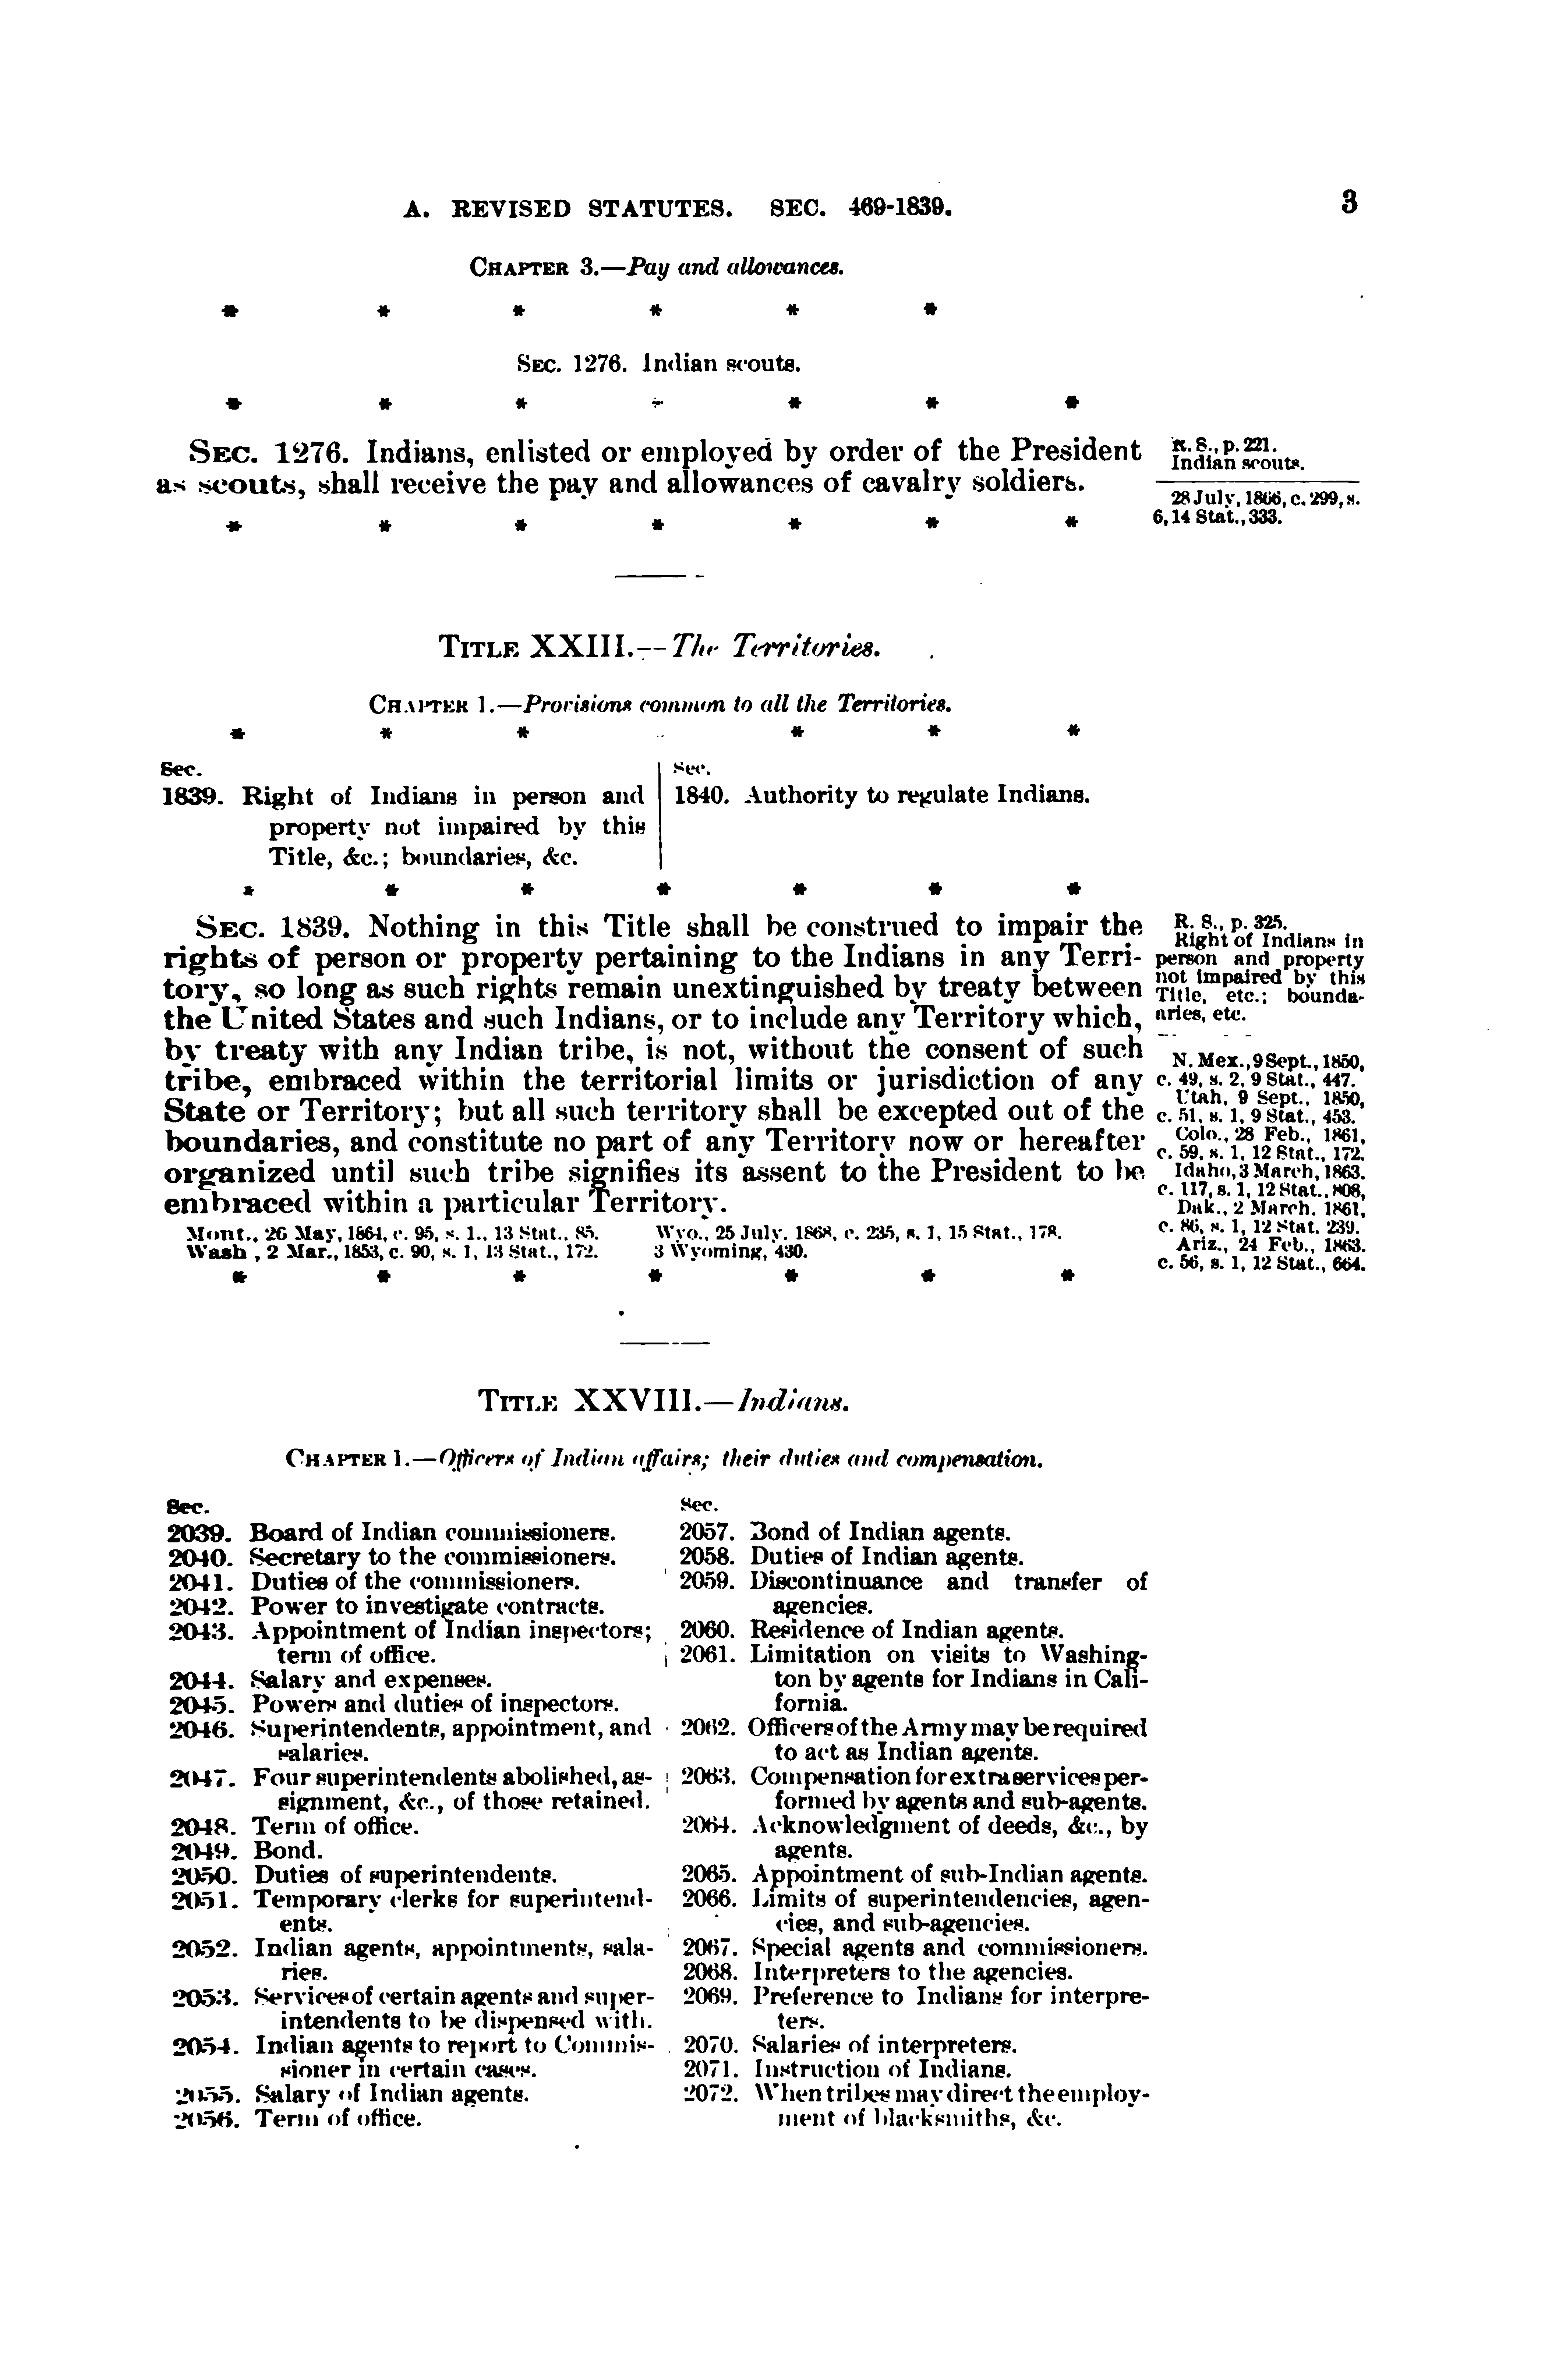 A. REVISED STATUTES. SEC. 469-1839. 3
CHAPTER 3.—Pay and allowances.
* * * * * *
SEC. 1276. Indian scouts.
* * * * * * *
SEC. 1276. Indians, enlisted or employed by order of the President
as scouts, shall receive the pay and allowances of cavalry soldiers.
* * * * * * *
R. S., p. 221.
Indian scouts.
28 July, 1866, c. 299, s.
6, 14 Stat., 333.
TITLE XXIII.—The Territories.
CHAPTER 1.—Provisions common to all the Territories.
* * * * * *
Sec.
1839. Right of Indians in person and
property not impaired by this
Title, &c.; boundaries, &c.
Sec.
1840. Authority to regulate Indians.
* * * * * * *
SEC. 1839. Nothing in this Title shall be construed to impair the
rights of person or property pertaining to the Indians in any Terri-
tory, so long as such rights remain unextinguished by treaty between
the United States and such Indians, or to include any Territory which,
by treaty with any Indian tribe, is not, without the consent of such
tribe, embraced within the territorial limits or jurisdiction of any
State or Territory; but all such territory shall be excepted out of the
boundaries, and constitute no part of any Territory now or hereafter
organized until such tribe signifies its assent to the President to be
embraced within a particular Territory.
Mont., 26 May, 1864, c. 95, s. 1., 13 Stat., 85.
Wash , 2 Mar., 1853, c. 90, s. 1, 13 Stat., 172.
Wyo., 25 July, 1868, c. 235, s. 1, 15 Stat., 178.
3 Wyoming, 430.
* * * * * * *
R. S., p. 325.
Right of Indians in
person and property
not impaired by this
Title, etc.; bounda-
aries, etc.
N. Mex., 9 Sept., 1850,
c. 49, s. 2, 9 Stat., 447.
Utah, 9 Sept., 1850,
c. 51, s. 1, 9 Stat., 453.
Colo., 28 Feb., 1861,
c. 59, s. 1, 12 Stat., 172.
Idaho, 3 March, 1863.
c. 117, s. 1, 12 Stat., 808,
Dak., 2 March, 1861,
c. 86, s. 1, 12 Stat. 239.
Ariz., 24 Feb., 1863.
c. 56, s. 1, 12 Stat., 664.
TITLE XXVIII.—Indians.
CHAPTER 1.—Officers of Indian affairs; their duties and compensation.
Sec.
2039. Board of Indian commissioners.
2040. Secretary to the commissioners.
2041. Duties of the commissioners.
2042. Power to investigate contracts.
2043. Appointment of Indian inspectors;
term of office.
2044. Salary and expenses.
2045. Powers and duties of inspectors.
2046. Superintendents, appointment, and
salaries.
2047. Four superintendents abolished, as-
signment, &c., of those retained.
2048. Term of office.
2049. Bond.
2050. Duties of superintendents.
2051. Temporary clerks for superintend-
ents.
2052. Indian agents, appointments, sala-
ries.
2053. Services of certain agents and super-
intendents to be dispensed with.
2054. Indian agents to report to Commis-
sioner in certain cases.
2055. Salary of Indian agents.
2056. Term of office.
Sec.
2057. Bond of Indian agents.
2058. Duties of Indian agents.
2059. Discontinuance and transfer of
agencies.
2060. Residence of Indian agents.
2061. Limitation on visits to Washing-
ton by agents for Indians in Cali-
fornia.
2062. Officers of the Army may be required
to act as Indian agents.
2063. Compensation for extra services per-
formed by agents and sub-agents.
2064. Acknowledgment of deeds, &c., by
agents.
2065. Appointment of sub-Indian agents.
2066. Limits of superintendencies, agen-
cies, and sub-agencies.
2067. Special agents and commissioners.
2068. Interpreters to the agencies.
2069. Preference to Indians for interpre-
ters.
2070. Salaries of interpreters.
2071. Instruction of Indians.
2072. When tribes may direct the employ-
ment of blacksmiths, &c.